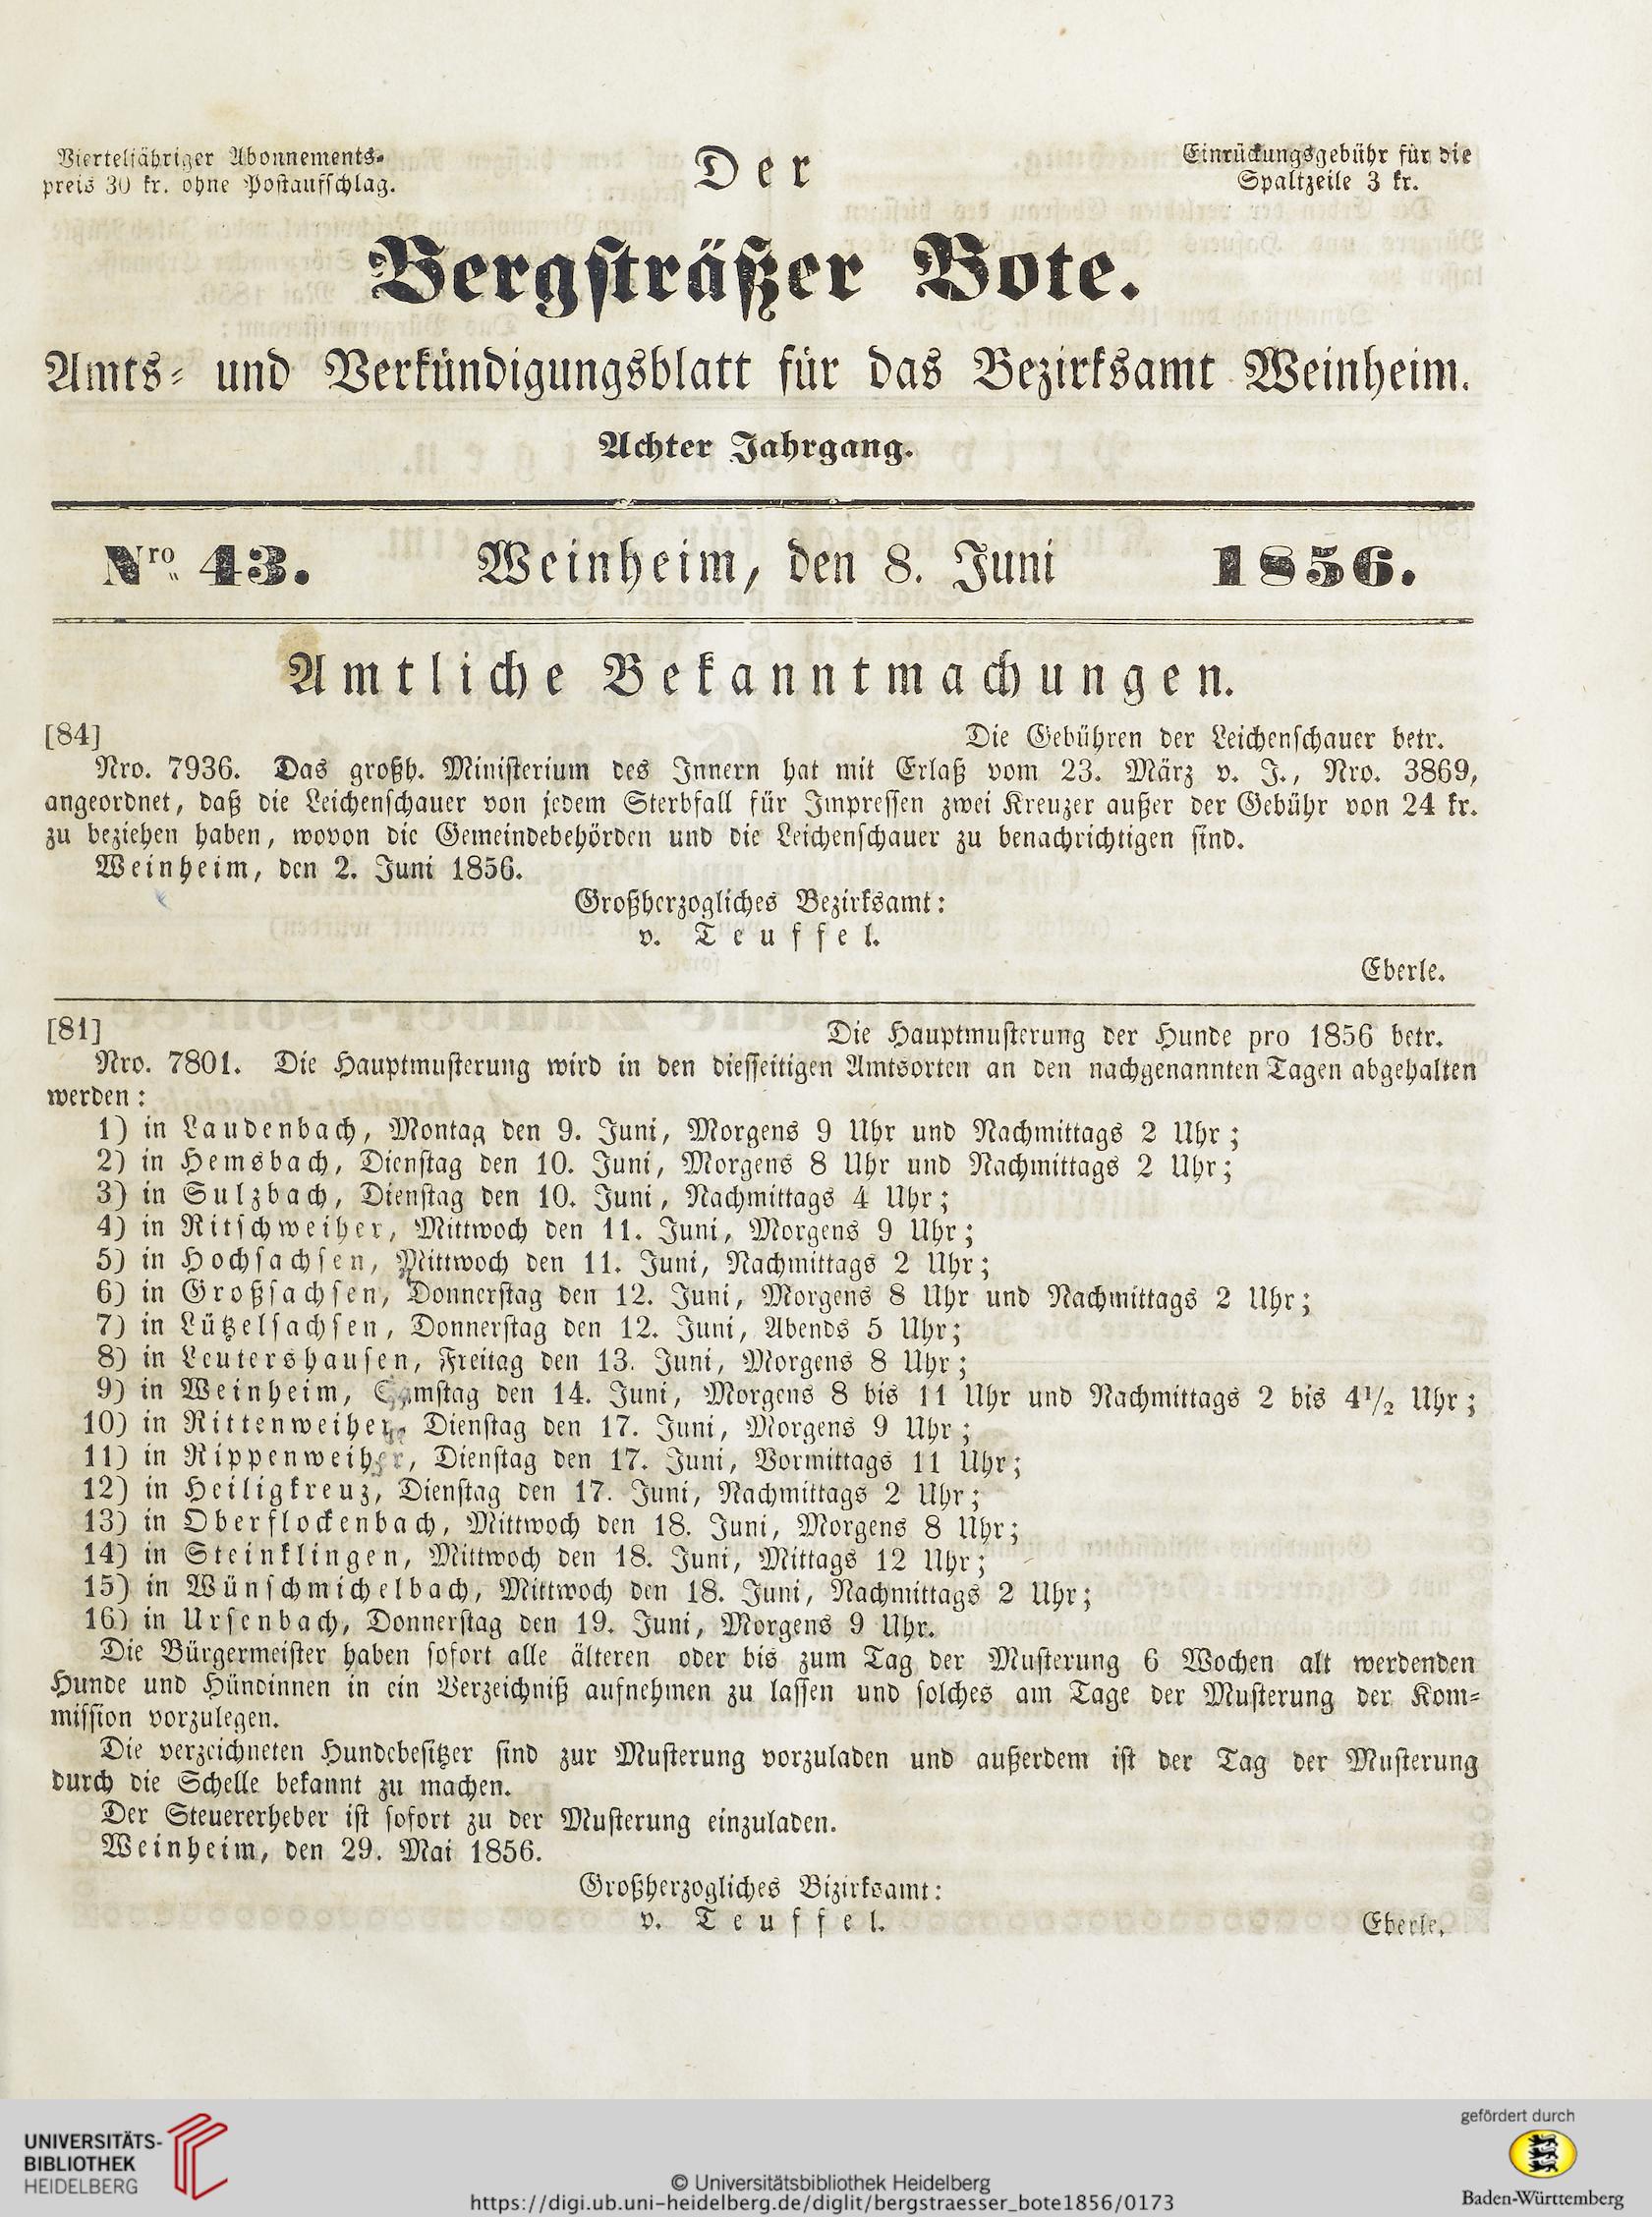 Vierteljähriger Abonnements-
preis 30 kr. ohne Postaufschlag.
Der
Einrückungsgebühr für die
Spaltzeile 3 kr.
Bergsträßer Bote.
Amts- und Verkündigungsblatt für das Bezirksamt Weinheim.
Achter Jahrgang.
Nro 43. Weinheim, den 8. Juni 1856.
Amtliche Bekanntmachungen.
[84] Die Gebühren der Leichenschauer betr.
Nro. 7936. Das großh. Ministerium des Innern hat mit Erlaß vom 23. März v. J., Nro. 3869,
angeordnet, daß die Leichenschauer von jedem Sterbfall für Impressen zwei Kreuzer außer der Gebühr von 24 kr.
zu beziehen haben, wovon die Gemeindebehörden und die Leichenschauer zu benachrichtigen sind.
Weinheim, den 2. Juni 1856.
Großherzogliches Bezirksamt:
v. Teuffel.
Eberle.
[81] Die Hauptmusterung der Hunde pro 1856 betr.
Nro. 7801. Die Hauptmusterung wird in den diesseitigen Amtsorten an den nachgenannten Tagen abgehalten
werden:
1) in Laudenbach, Montag den 9. Juni, Morgens 9 Uhr und Nachmittags 2 Uhr;
2) in Hemsbach, Dienstag den 10. Juni, Morgens 8 Uhr und Nachmittags 2 Uhr;
3) in Sulzbach, Dienstag den 10. Juni, Nachmittags 4 Uhr;
4) in Ritschweiher, Mittwoch den 11. Juni, Morgens 9 Uhr;
5) in Hochsachsen, Mittwoch den 11. Juni, Nachmittags 2 Uhr;
6) in Großsachsen, Donnerstag den 12. Juni, Morgens 8 Uhr und Nachmittags 2 Uhr;
7) in Lützelsachsen, Donnerstag den 12. Juni, Abends 5 Uhr;
8) in Leutershausen, Freitag den 13. Juni, Morgens 8 Uhr;
9) in Weinheim, Samstag den 14. Juni, Morgens 8 bis 11 Uhr und Nachmittags 2 bis 4½ Uhr;
10) in Rittenweiher, Dienstag den 17. Juni, Morgens 9 Uhr;
11) in Rippenweiher, Dienstag den 17. Juni, Vormittags 11 Uhr;
12) in Heiligkreuz, Dienstag den 17. Juni, Nachmittags 2 Uhr;
13) in Oberflockenbach, Mittwoch den 18. Juni, Morgens 8 Uhr;
14) in Steinklingen, Mittwoch den 18. Juni, Mittags 12 Uhr;
15) in Wünschmichelbach, Mittwoch den 18. Juni, Nachmittags 2 Uhr;
16) in Ursenbach, Donnerstag den 19. Juni, Morgens 9 Uhr.
Die Bürgermeister haben sofort alle älteren oder bis zum Tag der Musterung 6 Wochen alt werdenden
Hunde und Hündinnen in ein Verzeichniß aufnehmen zu lassen und solches am Tage der Musterung der Kom-
mission vorzulegen.
Die verzeichneten Hundebesitzer sind zur Musterung vorzuladen und außerdem ist der Tag der Musterung
durch die Schelle bekannt zu machen.
Der Steuererheber ist sofort zu der Musterung einzuladen.
Weinheim, den 29. Mai 1856.
Großherzogliches Bizirksamt:
v. Teuffel.
Eberle.
UNIVERSITÄTS-
BIBLIOTHEK
HEIDELBERG
© Universitätsbibliothek Heidelberg
https://digi.ub.uni-heidelberg.de/diglit/bergstraesser_bote1856/0173
gefördert durch
Baden-Württemberg